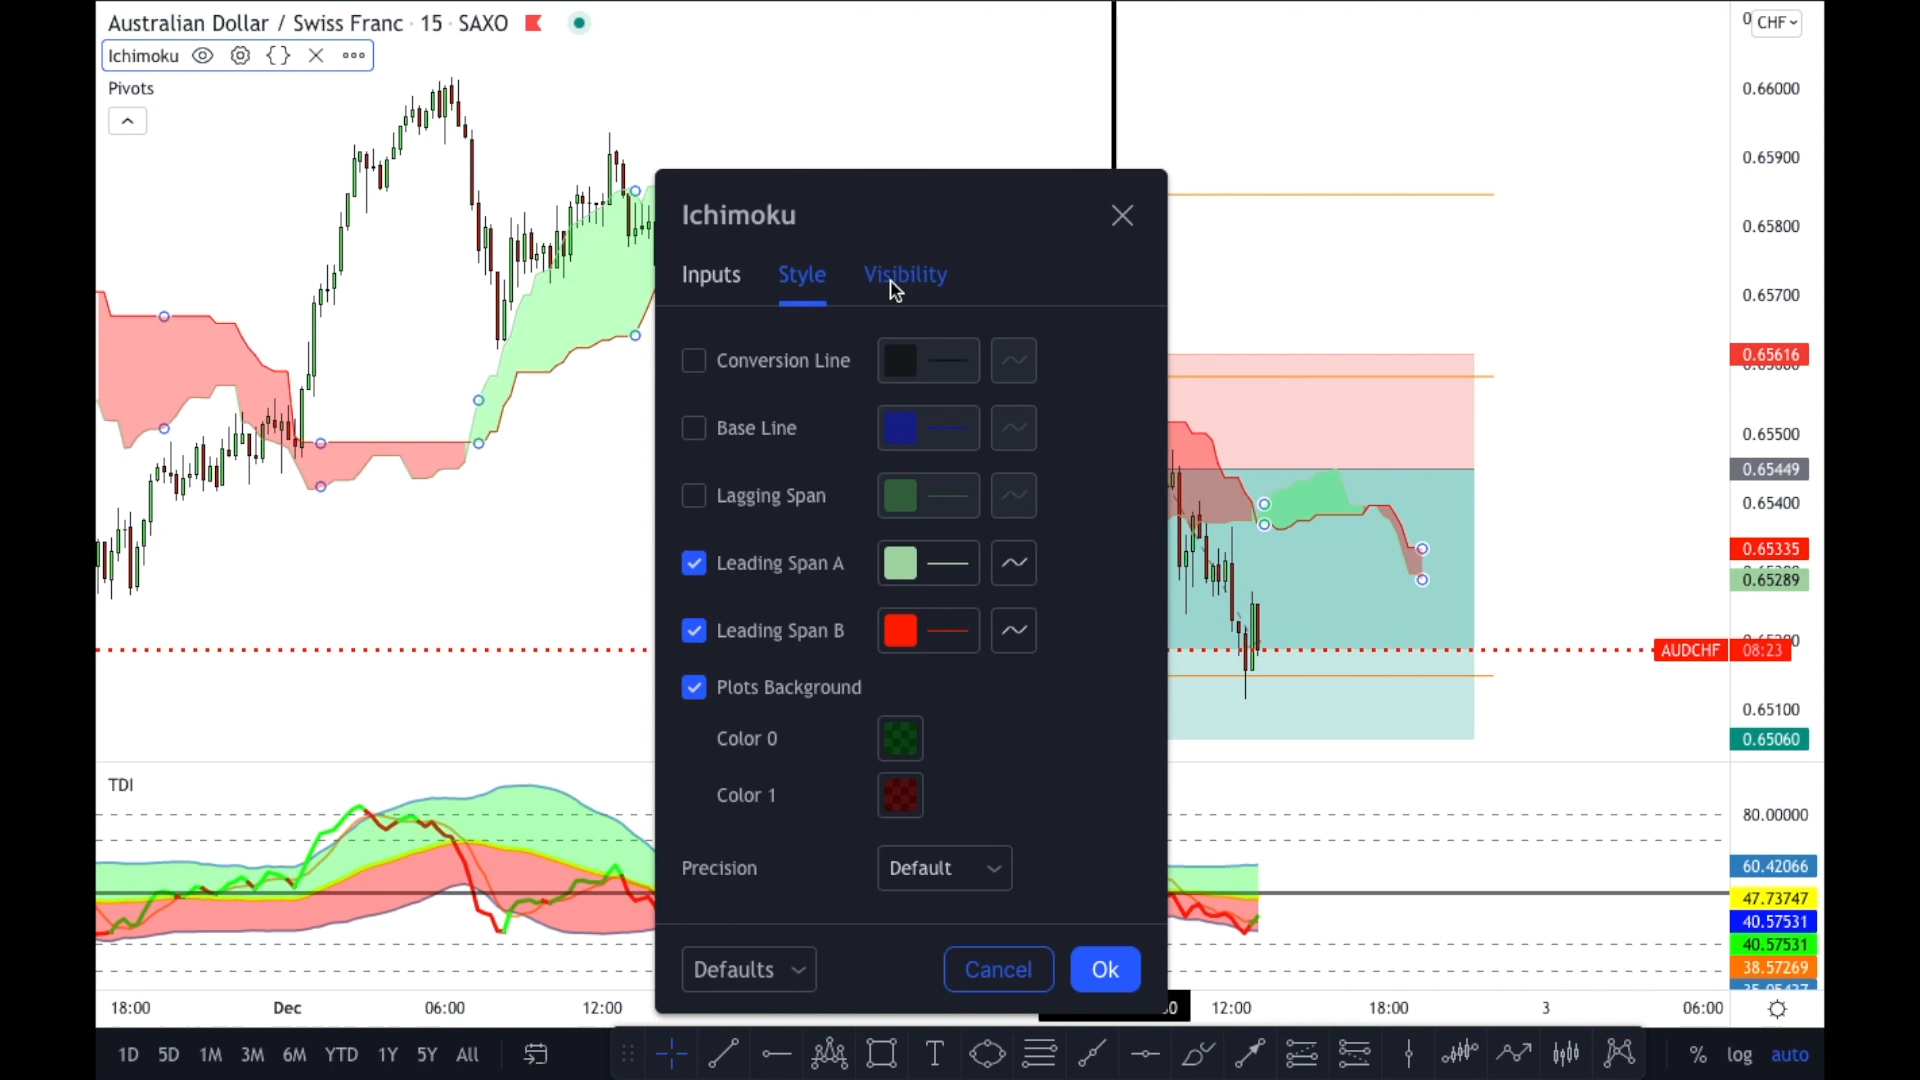 Australian Dollar / Swiss Franc · 15 · SAXO
Ichimoku
Pivots
CHF
0.66000
0.65900
0.65800
0.65700
0.65616
0.65500
0.65449
0.65400
0.65335
0.65289
AUDCHF 08:23
0.65100
0.65060
Ichimoku
Inputs Style Visibility
Conversion Line
Base Line
Lagging Span
Leading Span A
Leading Span B
Plots Background
Color 0
Color 1
Precision Default
Defaults Cancel Ok
TDI
80.00000
60.42066
47.73747
40.57531
40.57531
38.57269
18:00 Dec 06:00 12:00 12:00 18:00 3 06:00
1D 5D 1M 3M 6M YTD 1Y 5Y All % log auto